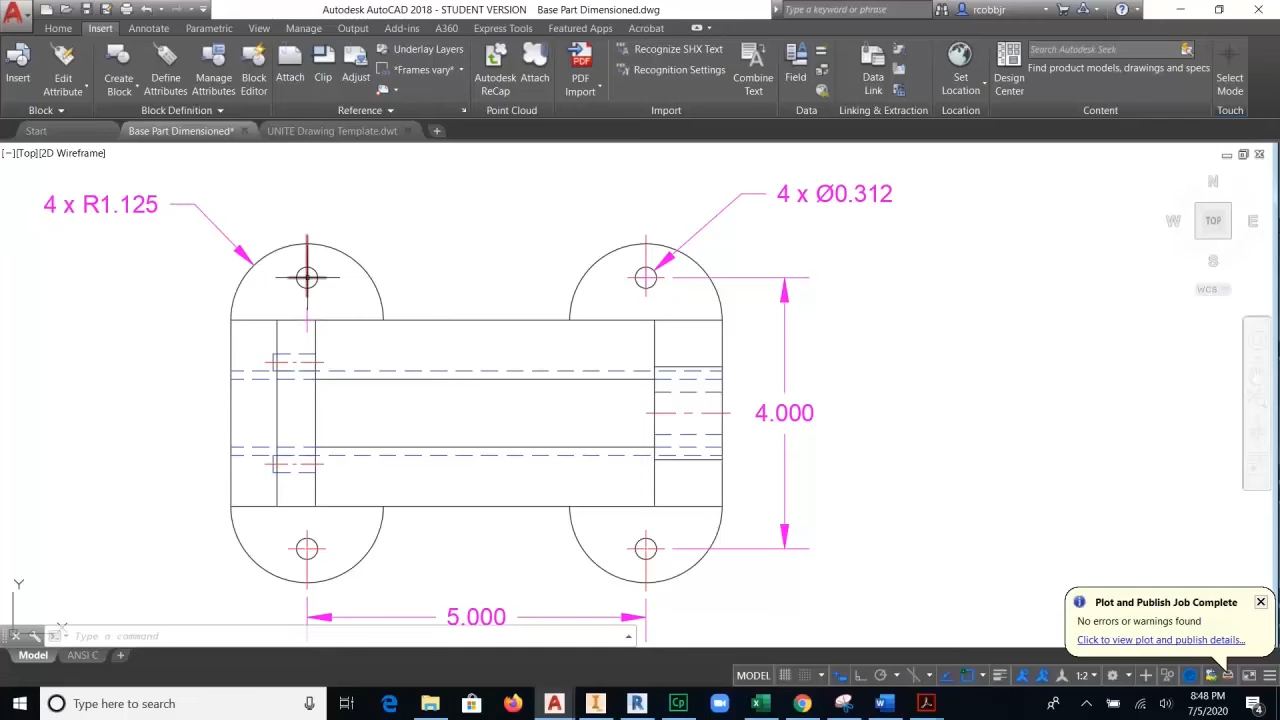 Autodesk AutoCAD 2018 - STUDENT VERSION Base Part Dimensioned.dwg
Type a keyword or phrase
rcobbjr
Home Insert Annotate Parametric View Manage Output Add-ins A360 Express Tools Featured Apps Acrobat
Insert
Edit Attribute
Create Block
Define Attributes
Manage Attributes
Block Editor
Attach
Clip
Adjust
Underlay Layers
*Frames vary*
Autodesk ReCap
Attach
PDF Import
Recognize SHX Text
Recognition Settings
Combine Text
Field
Data Link
Set Location
Design Center
Search Autodesk Seek
Find product models, drawings and specs
Select Mode
Block
Block Definition
Reference
Point Cloud
Import
Data
Linking & Extraction
Location
Content
Touch
Start
Base Part Dimensioned*
UNITE Drawing Template.dwt
[−][Top][2D Wireframe]
N
W
TOP
E
S
WCS
4 x R1.125
4 x Ø0.312
4.000
5.000
Y
X
Type a command
Plot and Publish Job Complete
No errors or warnings found
Click to view plot and publish details...
Model
ANSI C
MODEL
1:2
Type here to search
8:48 PM
7/5/2020
4